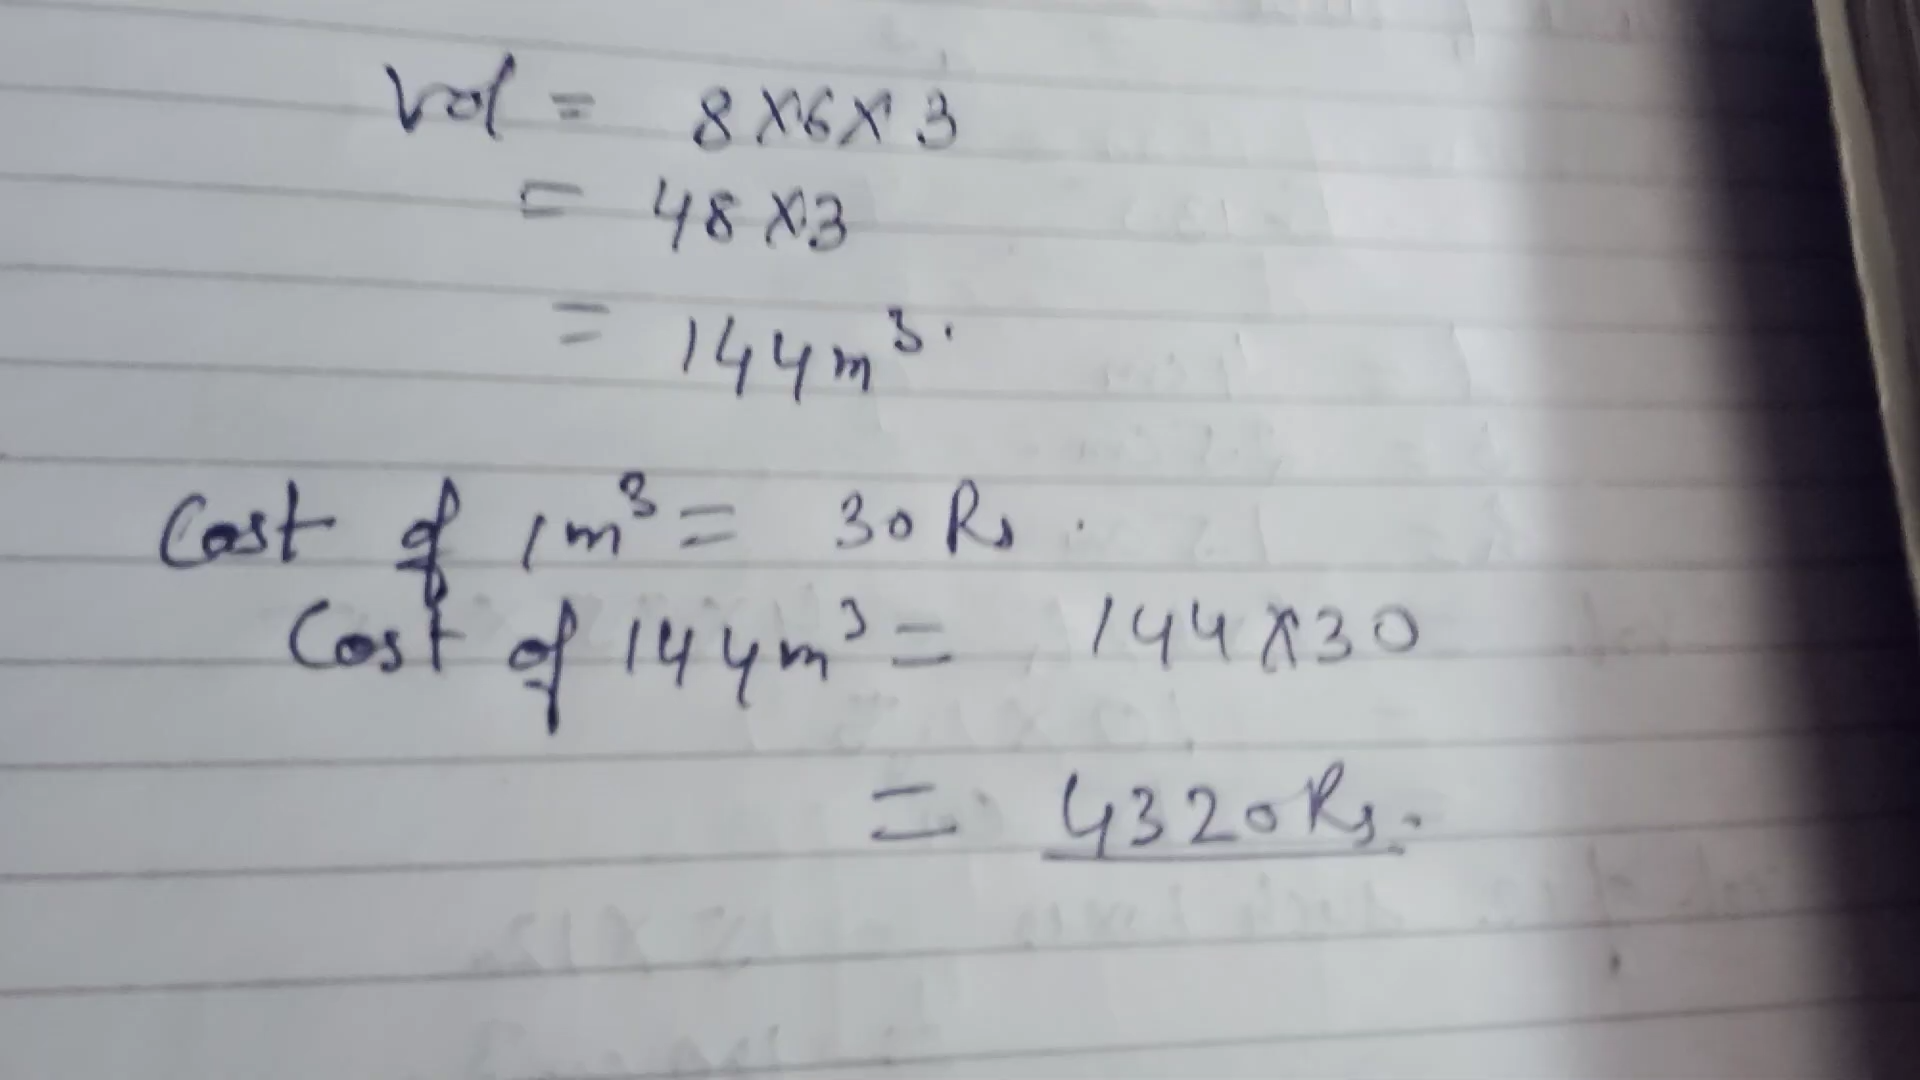 Vol = 8×6×3
= 48×3
= 144m³.
Cost of 1m³ = 30 Rs.
Cost of 144m³ = 144×30
= 4320 Rs.